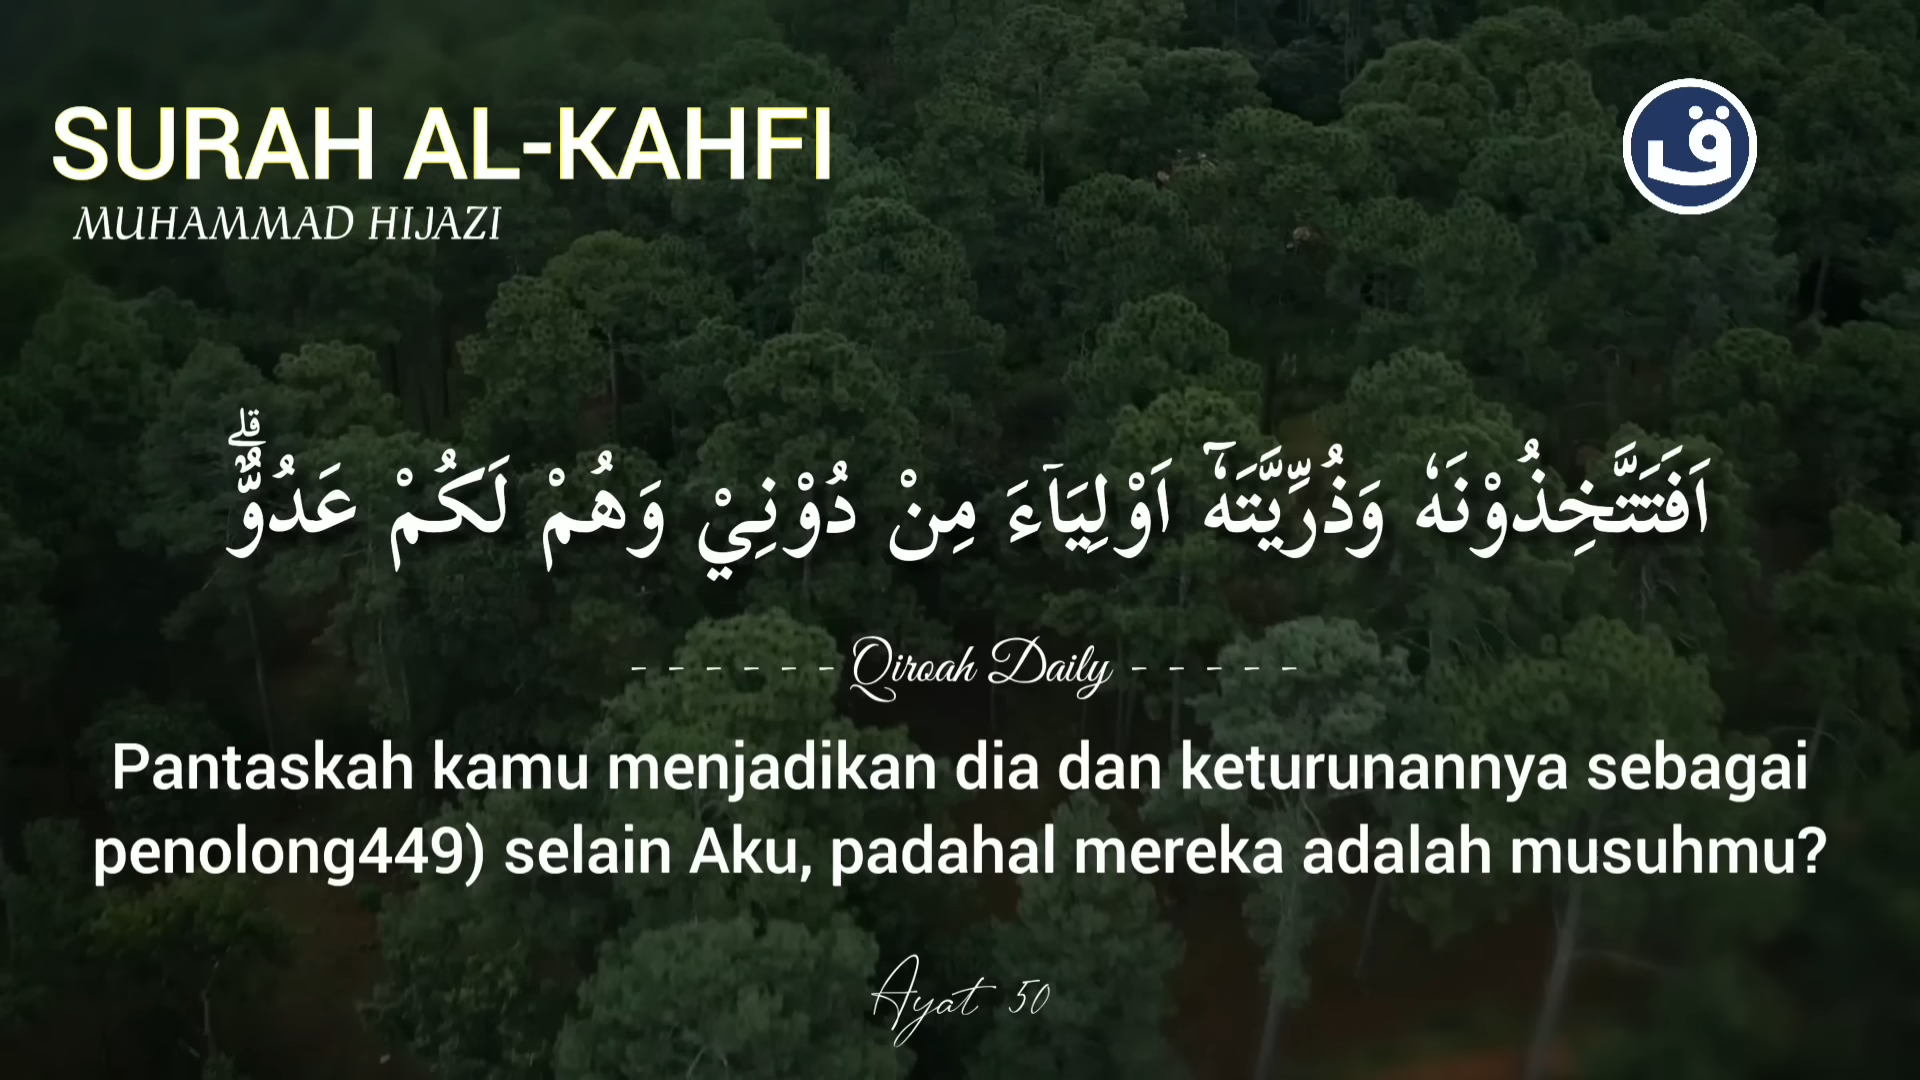 SURAH AL-KAHFI
MUHAMMAD HIJAZI
ق
اَفَتَتَّخِذُوْنَهٗ وَذُرِّيَّتَهٗٓ اَوْلِيَاۤءَ مِنْ دُوْنِيْ وَهُمْ لَكُمْ عَدُوٌّۗ
- - - - - - Qiroah Daily - - - - -
Pantaskah kamu menjadikan dia dan keturunannya sebagai
penolong449) selain Aku, padahal mereka adalah musuhmu?
Ayat 50